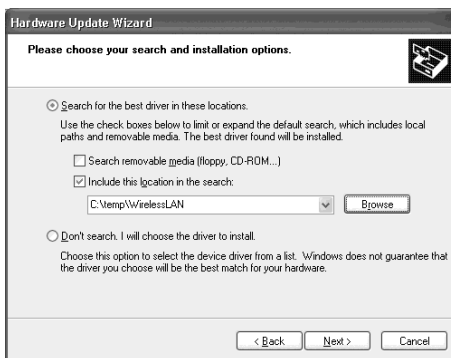 Hardware Update Wizard
Please choose your search and installation options.
Search for the best driver in these locations.
Use the check boxes below to limit or expand the default search, which includes local
paths and removable media. The best driver found will be installed.
Search removable media (floppy, CD-ROM...)
Include this location in the search:
C:\temp\WirelessLAN
Browse
Don't search. I will choose the driver to install.
Choose this option to select the device driver from a list. Windows does not guarantee that
the driver you choose will be the best match for your hardware.
< Back
Next >
Cancel